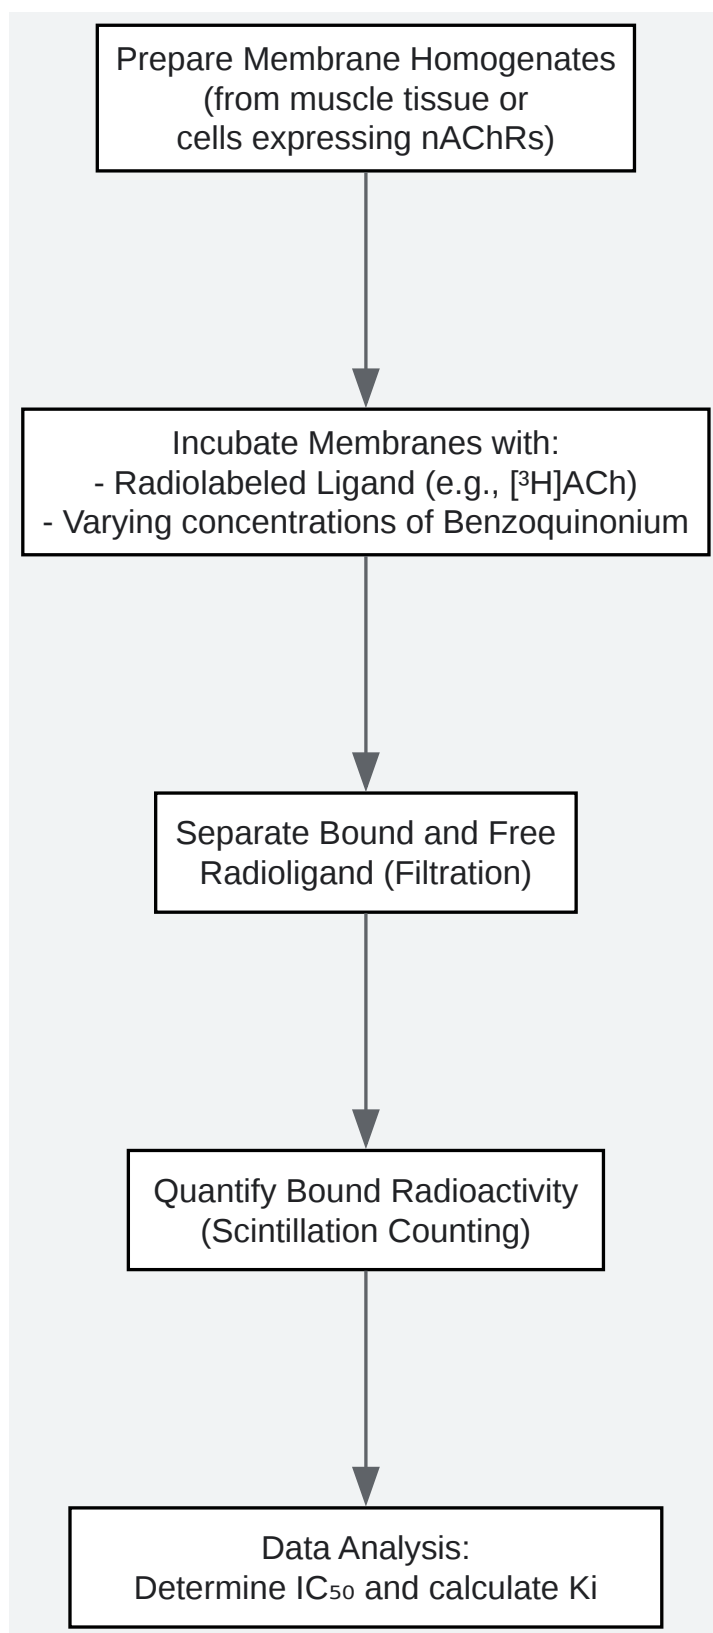 Prepare Membrane Homogenates
(from muscle tissue or
cells expressing nAChRs)
Incubate Membranes with:
- Radiolabeled Ligand (e.g., [³H]ACh)
- Varying concentrations of Benzoquinonium
Separate Bound and Free
Radioligand (Filtration)
Quantify Bound Radioactivity
(Scintillation Counting)
Data Analysis:
Determine IC₅₀ and calculate Ki